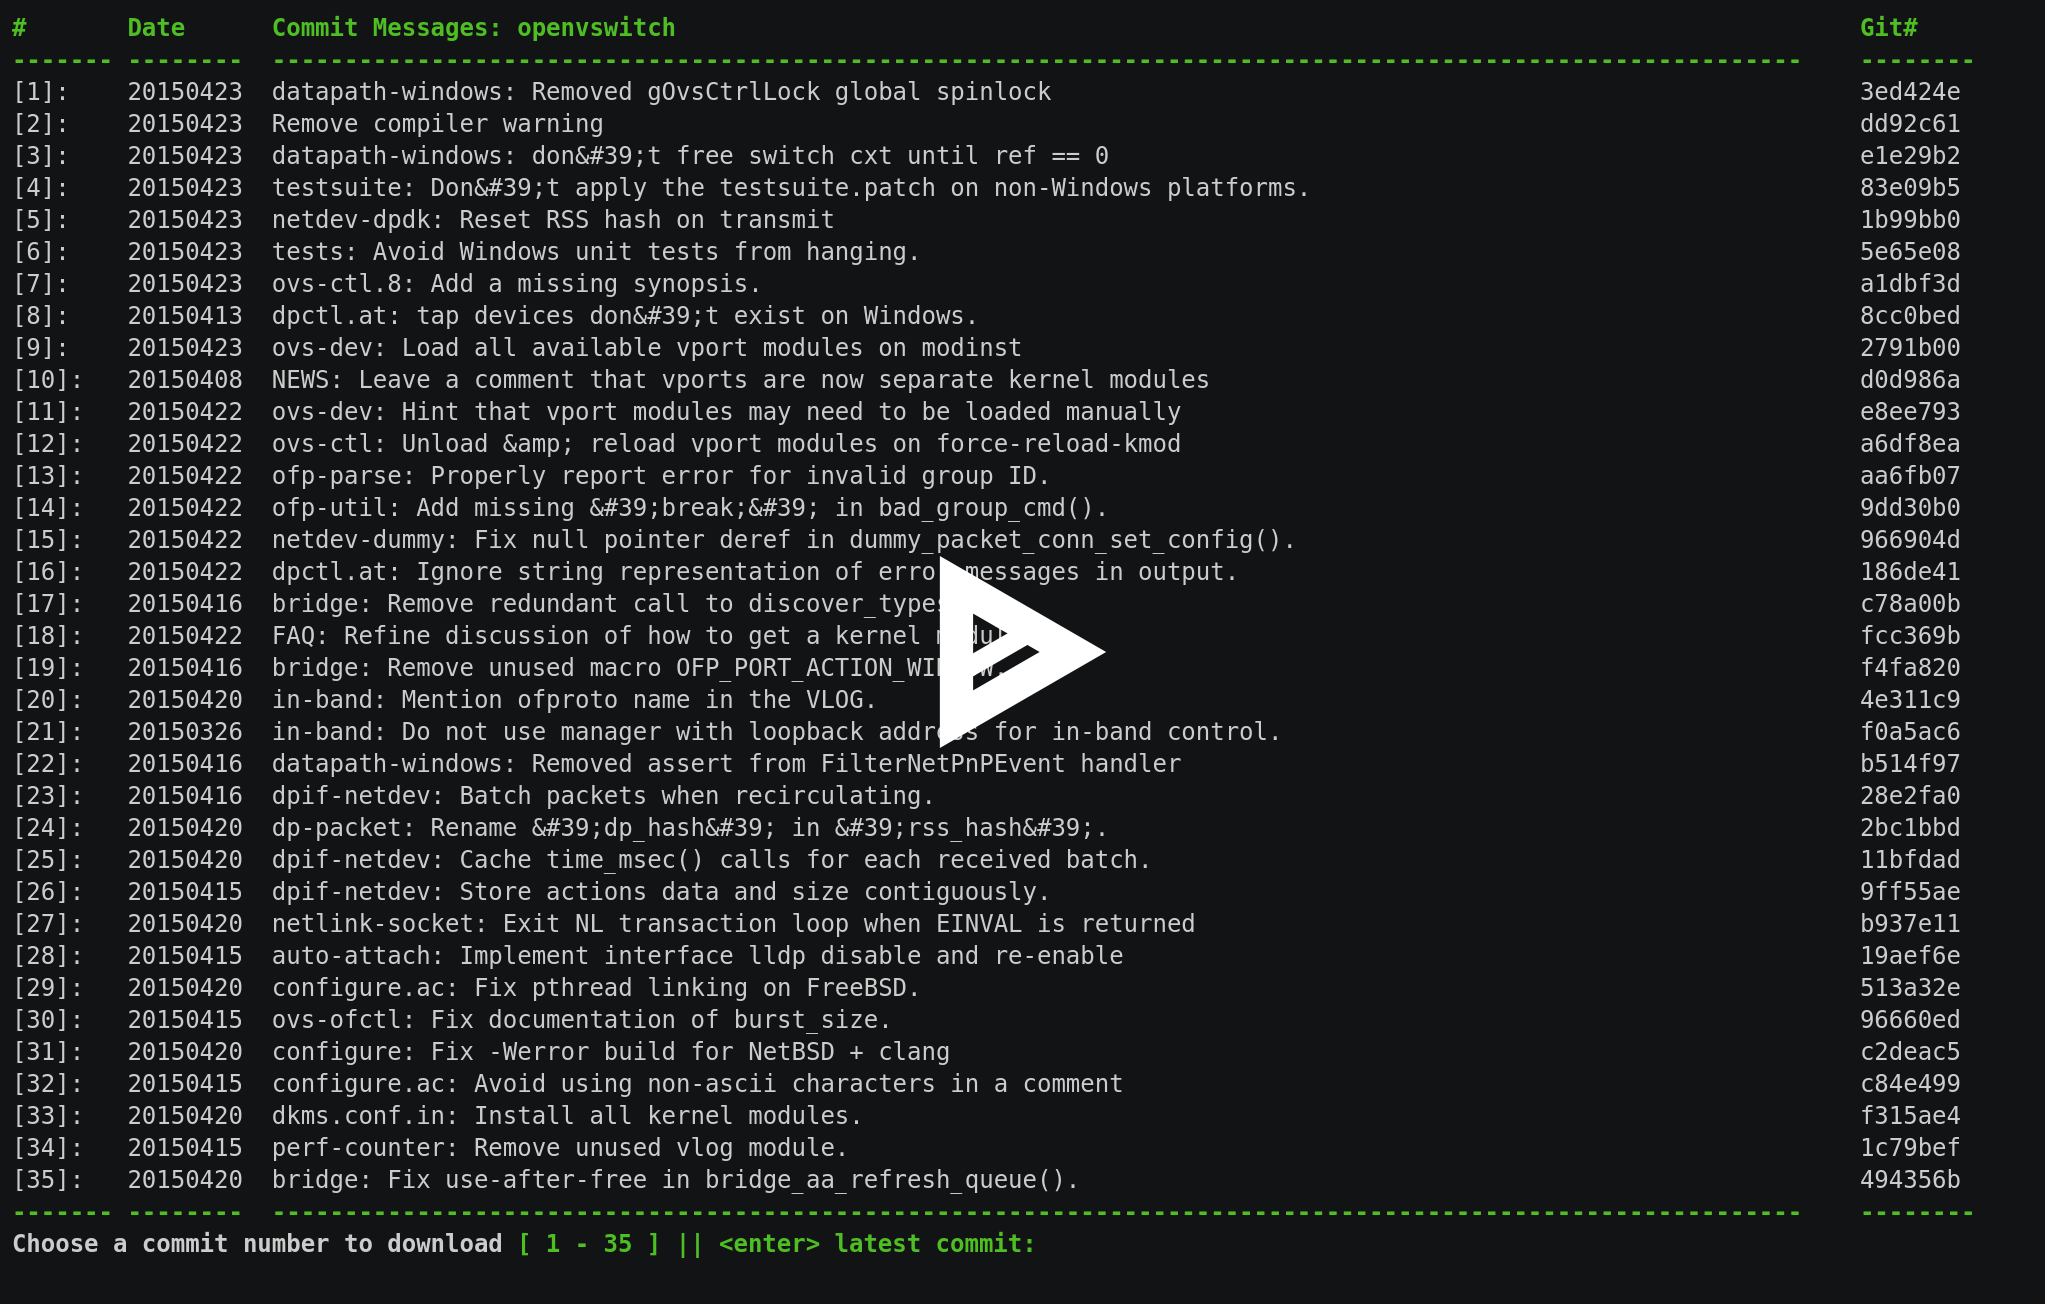 # Date Commit Messages: openvswitch Git#
------- -------- ---------------------------------------------------------------------------------------------------------- --------
[1]: 20150423 datapath-windows: Removed gOvsCtrlLock global spinlock 3ed424e
[2]: 20150423 Remove compiler warning dd92c61
[3]: 20150423 datapath-windows: don&#39;t free switch cxt until ref == 0 e1e29b2
[4]: 20150423 testsuite: Don&#39;t apply the testsuite.patch on non-Windows platforms. 83e09b5
[5]: 20150423 netdev-dpdk: Reset RSS hash on transmit 1b99bb0
[6]: 20150423 tests: Avoid Windows unit tests from hanging. 5e65e08
[7]: 20150423 ovs-ctl.8: Add a missing synopsis. a1dbf3d
[8]: 20150413 dpctl.at: tap devices don&#39;t exist on Windows. 8cc0bed
[9]: 20150423 ovs-dev: Load all available vport modules on modinst 2791b00
[10]: 20150408 NEWS: Leave a comment that vports are now separate kernel modules d0d986a
[11]: 20150422 ovs-dev: Hint that vport modules may need to be loaded manually e8ee793
[12]: 20150422 ovs-ctl: Unload &amp; reload vport modules on force-reload-kmod a6df8ea
[13]: 20150422 ofp-parse: Properly report error for invalid group ID. aa6fb07
[14]: 20150422 ofp-util: Add missing &#39;break;&#39; in bad_group_cmd(). 9dd30b0
[15]: 20150422 netdev-dummy: Fix null pointer deref in dummy_packet_conn_set_config(). 966904d
[16]: 20150422 dpctl.at: Ignore string representation of error messages in output. 186de41
[17]: 20150416 bridge: Remove redundant call to c78a00b
[18]: 20150422 FAQ: Refine discussion of how to get a kernel fcc369b
[19]: 20150416 bridge: Remove unused macro OFP_PORT_ACTION_WINDOW. f4fa820
[20]: 20150420 in-band: Mention ofproto name in the VLOG. 4e311c9
[21]: 20150326 in-band: Do not use manager with loopback address for in-band control. f0a5ac6
[22]: 20150416 datapath-windows: Removed assert from FilterNetPnPEvent handler b514f97
[23]: 20150416 dpif-netdev: Batch packets when recirculating. 28e2fa0
[24]: 20150420 dp-packet: Rename &#39;dp_hash&#39; in &#39;rss_hash&#39;. 2bc1bbd
[25]: 20150420 dpif-netdev: Cache time_msec() calls for each received batch. 11bfdad
[26]: 20150415 dpif-netdev: Store actions data and size contiguously. 9ff55ae
[27]: 20150420 netlink-socket: Exit NL transaction loop when EINVAL is returned b937e11
[28]: 20150415 auto-attach: Implement interface lldp disable and re-enable 19aef6e
[29]: 20150420 configure.ac: Fix pthread linking on FreeBSD. 513a32e
[30]: 20150415 ovs-ofctl: Fix documentation of burst_size. 96660ed
[31]: 20150420 configure: Fix -Werror build for NetBSD + clang c2deac5
[32]: 20150415 configure.ac: Avoid using non-ascii characters in a comment c84e499
[33]: 20150420 dkms.conf.in: Install all kernel modules. f315ae4
[34]: 20150415 perf-counter: Remove unused vlog module. 1c79bef
[35]: 20150420 bridge: Fix use-after-free in bridge_aa_refresh_queue(). 494356b
------- -------- ---------------------------------------------------------------------------------------------------------- --------
Choose a commit number to download [ 1 - 35 ] || <enter> latest commit: